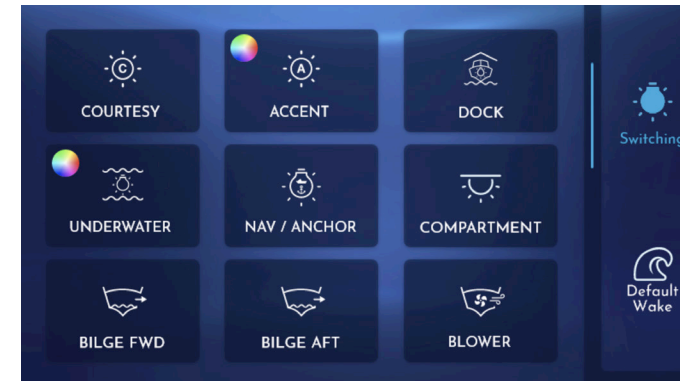 C
A
COURTESY
ACCENT
DOCK
Switching
UNDERWATER
NAV / ANCHOR
COMPARTMENT
BILGE FWD
BILGE AFT
BLOWER
Default
Wake